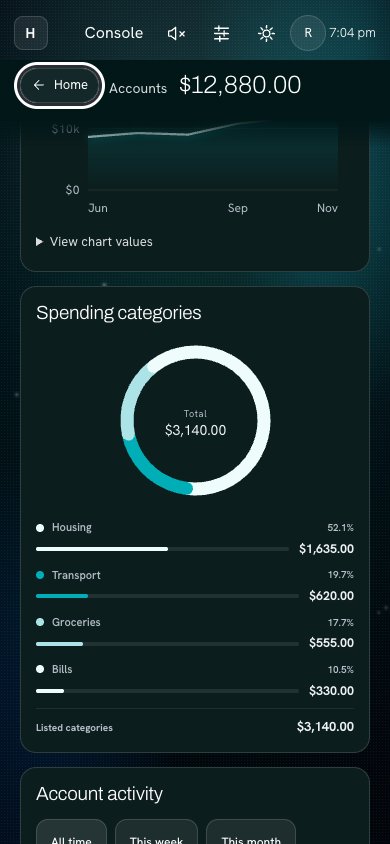 H Console R 7:04 pm
← Home Accounts $12,880.00
$10k
$0
Jun Sep Nov
▶ View chart values
Spending categories
Total
$3,140.00
Housing 52.1%
$1,635.00
Transport 19.7%
$620.00
Groceries 17.7%
$555.00
Bills 10.5%
$330.00
Listed categories $3,140.00
Account activity
All time This week This month